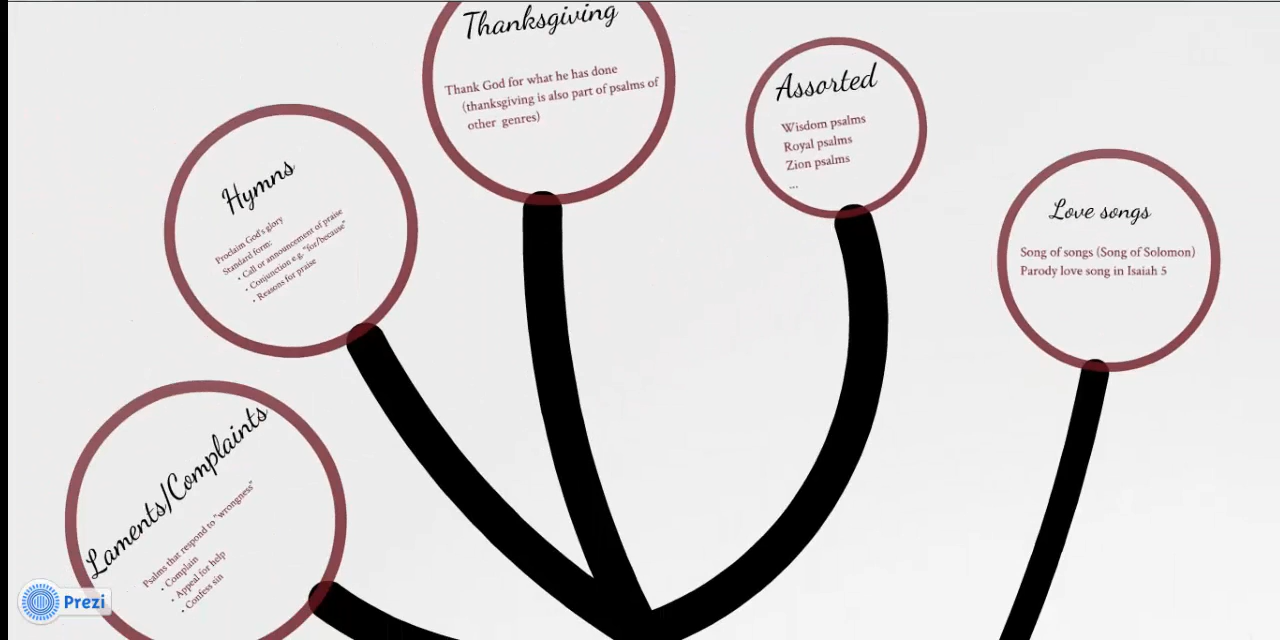 Thanksgiving
Thank God for what he has done
(thanksgiving is also part of psalms of
other genres)
Assorted
Wisdom psalms
Royal psalms
Zion psalms
...
Hymns
Proclaim God's glory
Standard form:
• Call or announcement of praise
• Conjunction e.g. "for/because"
• Reasons for praise
Love songs
Song of songs (Song of Solomon)
Parody love song in Isaiah 5
Laments/Complaints
Psalms that respond to "wrongness"
• Complain
• Appeal for help
• Confess sin
Prezi